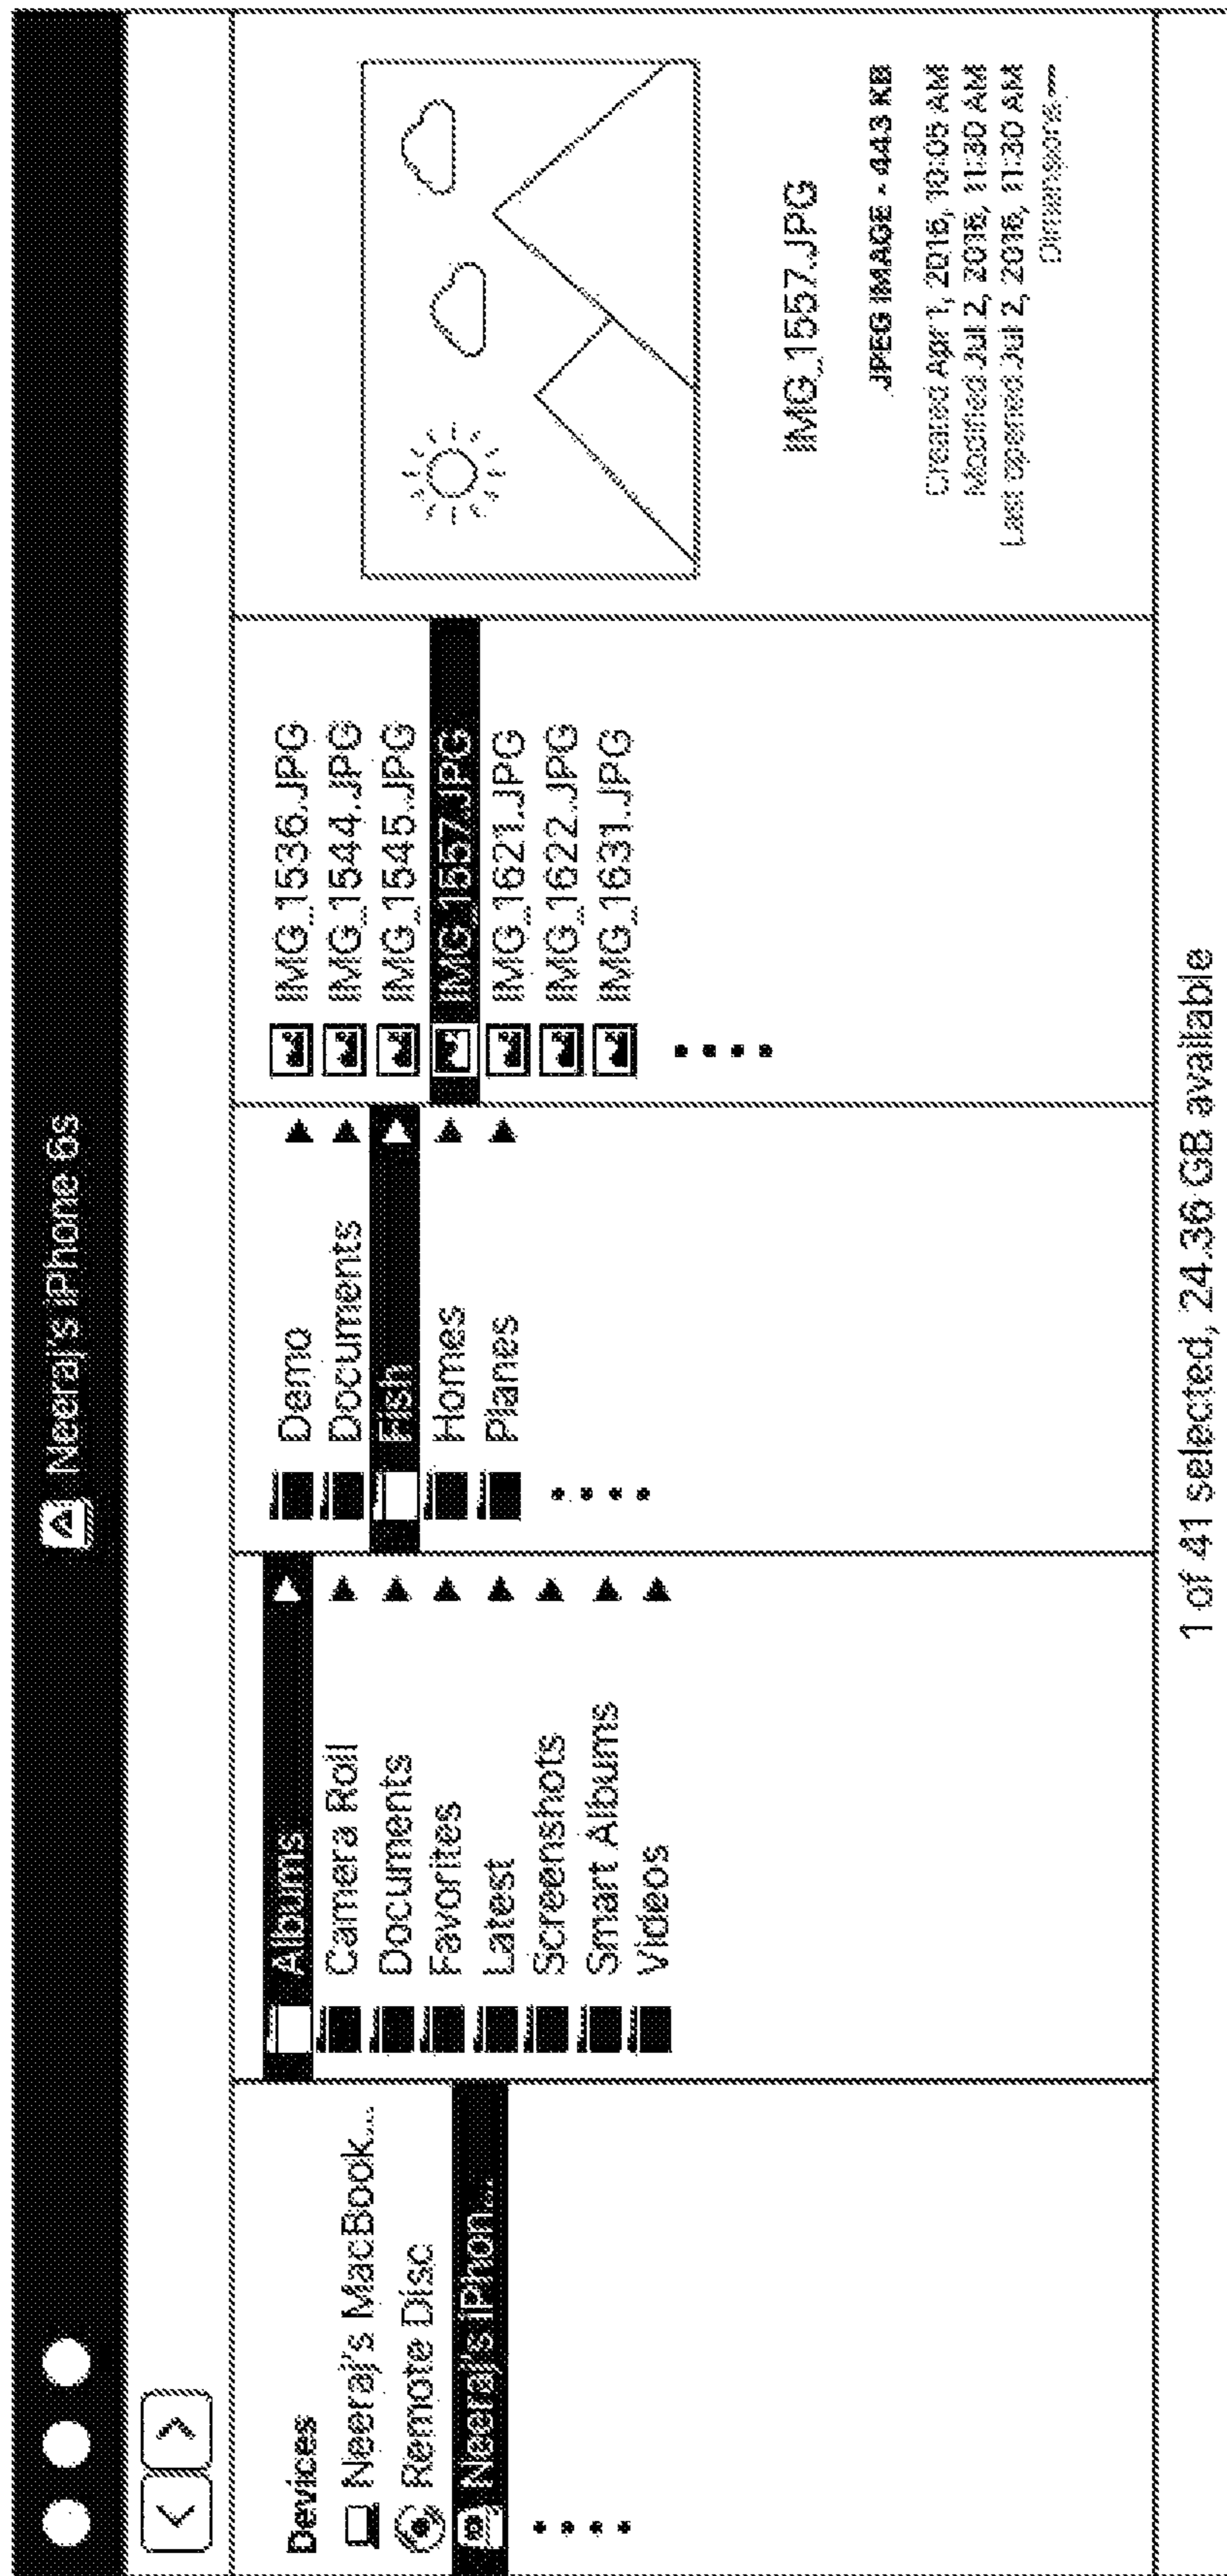 Neeraj's iPhone 6s
Devices
Neeraj's MacBook...
Remote Disc
Neeraj's iPhon...
Albums
Camera Roll
Documents
Favorites
Latest
Screenshots
Smart Albums
Videos
Demo
Documents
Fish
Homes
Planes
IMG_1536.JPG
IMG_1544.JPG
IMG_1545.JPG
IMG_1557.JPG
IMG_1621.JPG
IMG_1622.JPG
IMG_1631.JPG
IMG_1557.JPG
JPEG IMAGE - 443 KB
Created Apr 1, 2016, 10:05 AM
Modified Jul 2, 2016, 11:30 AM
Last opened Jul 2, 2016, 11:30 AM
Dimensions --
1 of 41 selected, 24.36 GB available